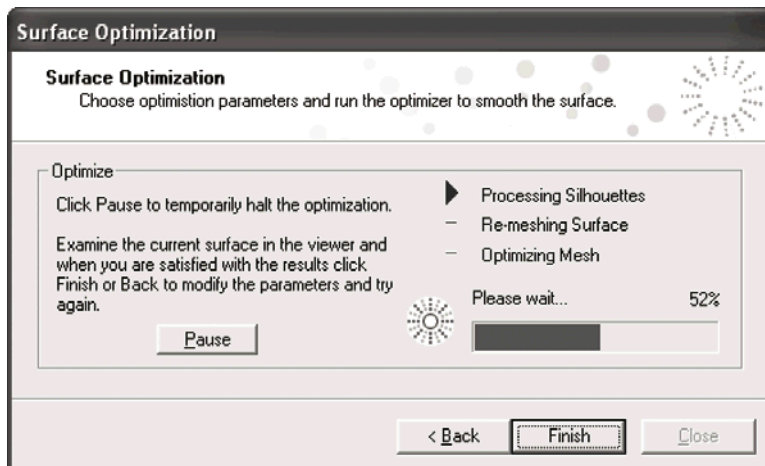 Surface Optimization
Surface Optimization
Choose optimistion parameters and run the optimizer to smooth the surface.
Optimize
Click Pause to temporarily halt the optimization.
Examine the current surface in the viewer and
when you are satisfied with the results click
Finish or Back to modify the parameters and try
again.
Pause
Processing Silhouettes
Re-meshing Surface
Optimizing Mesh
Please wait... 52%
< Back Finish Close